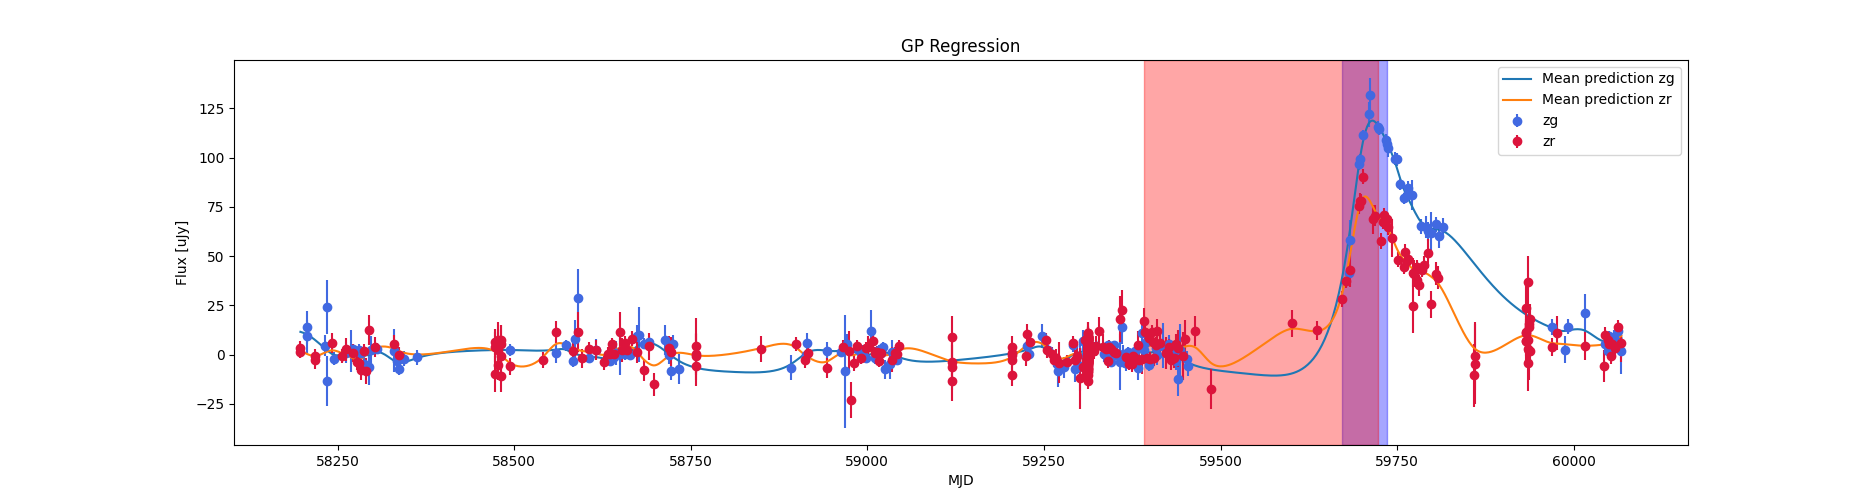 GP Regression
Flux [uJy]
125
100
75
50
25
0
−25
58250
58500
58750
59000
59250
59500
59750
60000
MJD
Mean prediction zg
Mean prediction zr
zg
zr